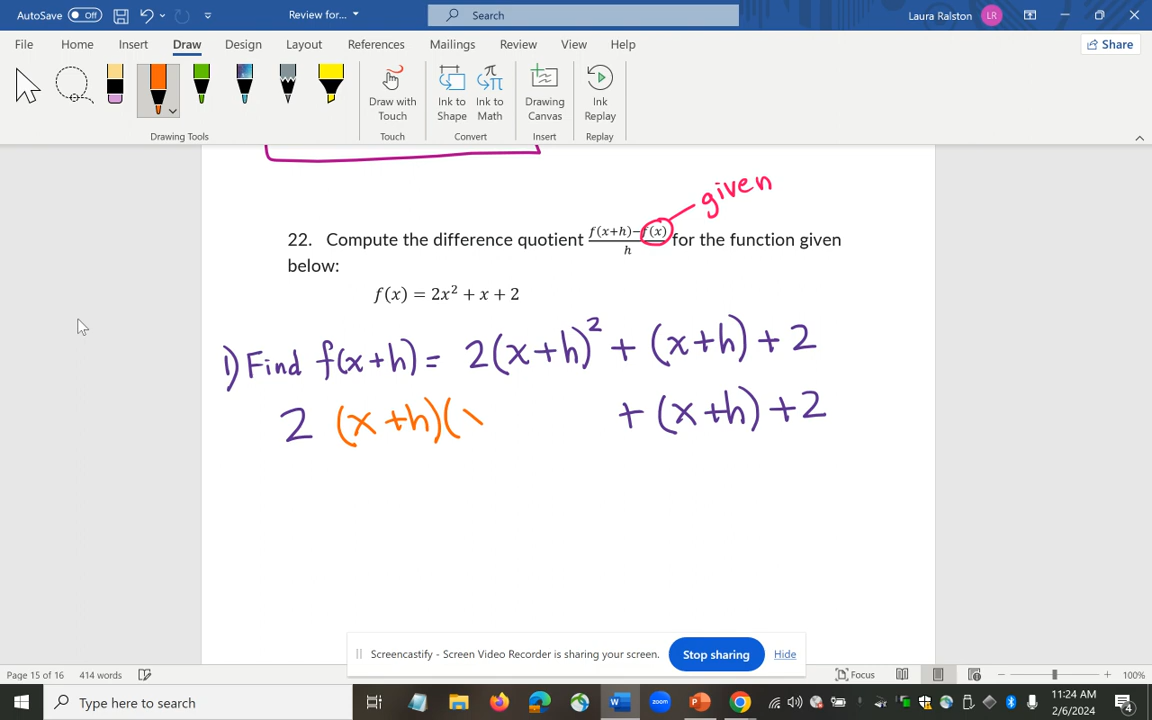 AutoSave Off Review for... Search Laura Ralston LR
File Home Insert Draw Design Layout References Mailings Review View Help Share
Draw with Touch Ink to Shape Ink to Math Drawing Canvas Ink Replay
Drawing Tools Touch Convert Insert Replay
given
22. Compute the difference quotient \frac{f(x+h)−f(x)}{h} for the function given
below:
f(x) = 2x² + x + 2
1) Find f(x+h) = 2(x+h)² + (x+h) + 2
2 (x+h)( + (x+h) + 2
Screencastify - Screen Video Recorder is sharing your screen. Stop sharing Hide
Page 15 of 16 414 words Focus 100%
Type here to search zoom 11:24 AM
2/6/2024 4